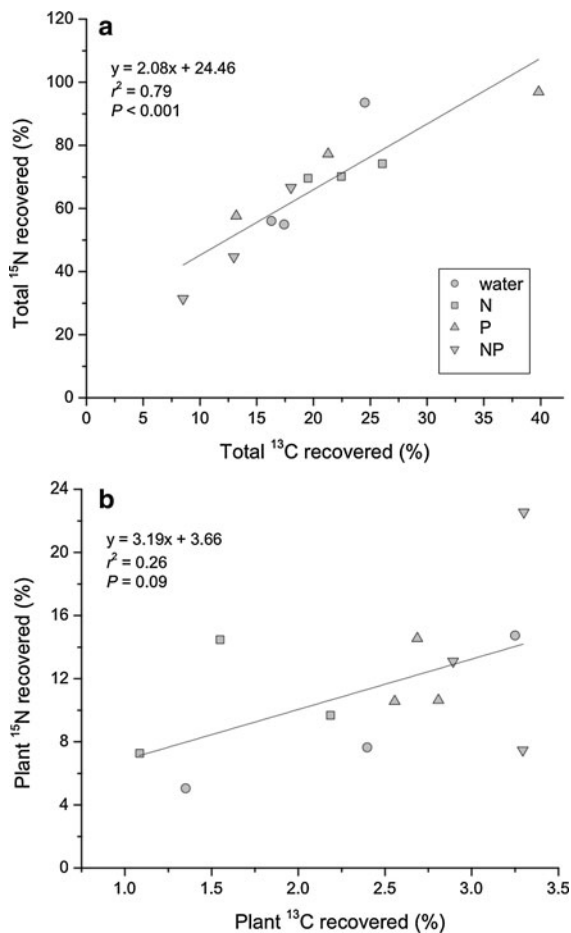 a
y = 2.08x + 24.46
r² = 0.79
P < 0.001
120
100
80
60
40
20
0
Total ¹⁵N recovered (%)
water
N
P
NP
0 5 10 15 20 25 30 35 40
Total ¹³C recovered (%)
b
y = 3.19x + 3.66
r² = 0.26
P = 0.09
24
20
16
12
8
4
0
Plant ¹⁵N recovered (%)
1.0 1.5 2.0 2.5 3.0 3.5
Plant ¹³C recovered (%)